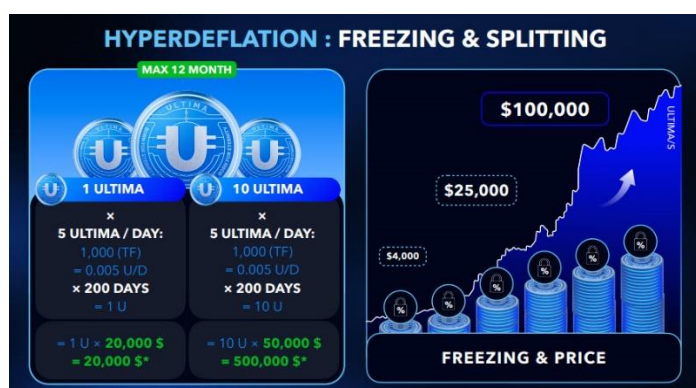 HYPERDEFLATION : FREEZING & SPLITTING
MAX 12 MONTH
ULTIMA
1 ULTIMA
×
5 ULTIMA / DAY:
1,000 (TF)
= 0.005 U/D
× 200 DAYS
= 1 U
= 1 U × 20,000 $
= 20,000 $*
10 ULTIMA
×
5 ULTIMA / DAY:
1,000 (TF)
= 0.005 U/D
× 200 DAYS
= 10 U
= 10 U × 50,000 $
= 500,000 $*
$4,000
$25,000
$100,000
ULTIMA/$
%
%
%
%
%
%
FREEZING & PRICE